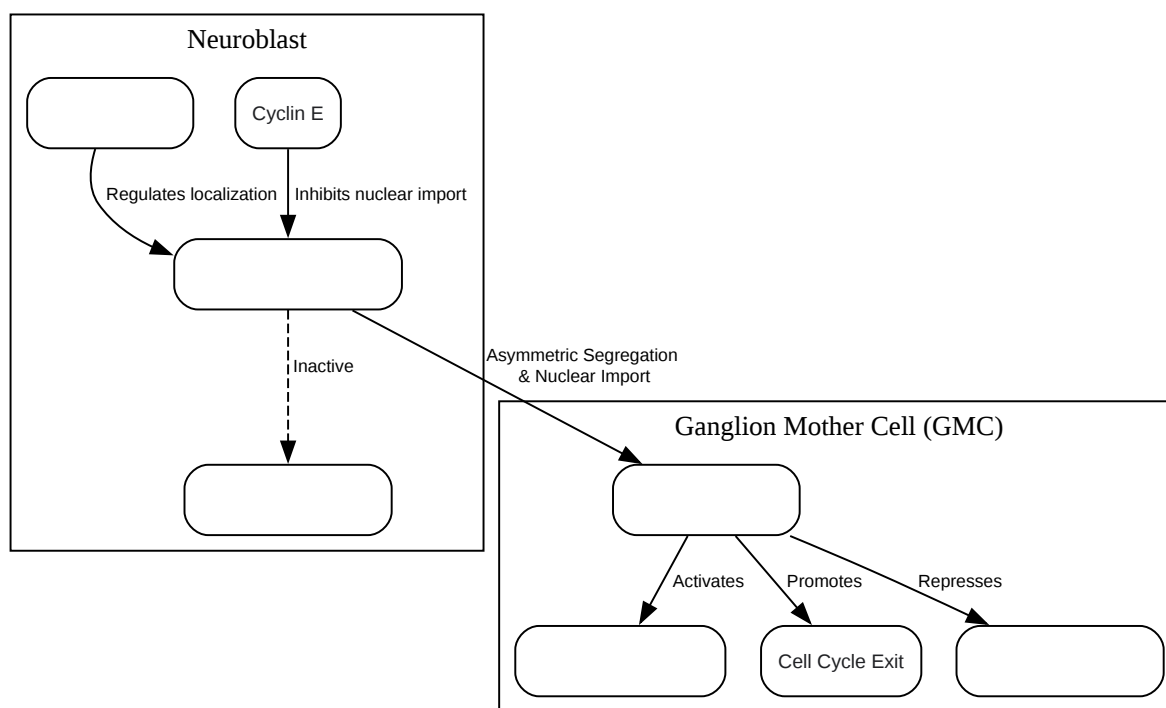 Neuroblast
Cyclin E
Regulates localization
Inhibits nuclear import
Inactive
Asymmetric Segregation
& Nuclear Import
Ganglion Mother Cell (GMC)
Activates
Promotes
Represses
Cell Cycle Exit